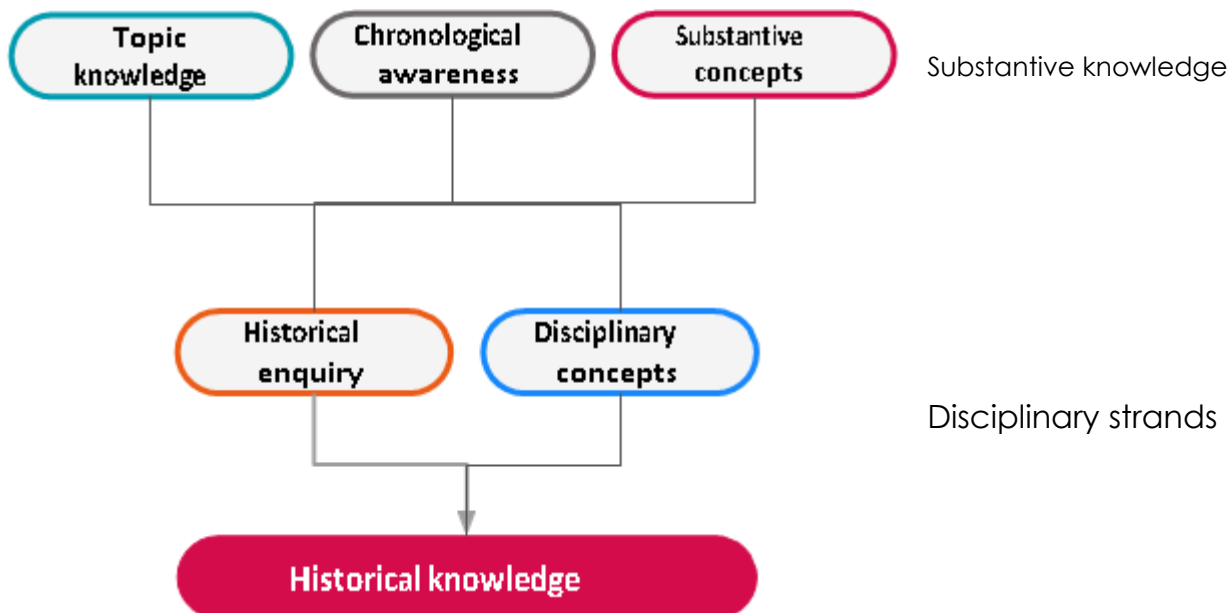 Topic
knowledge
Chronological
awareness
Substantive
concepts
Substantive knowledge
Historical
enquiry
Disciplinary
concepts
Disciplinary strands
Historical knowledge